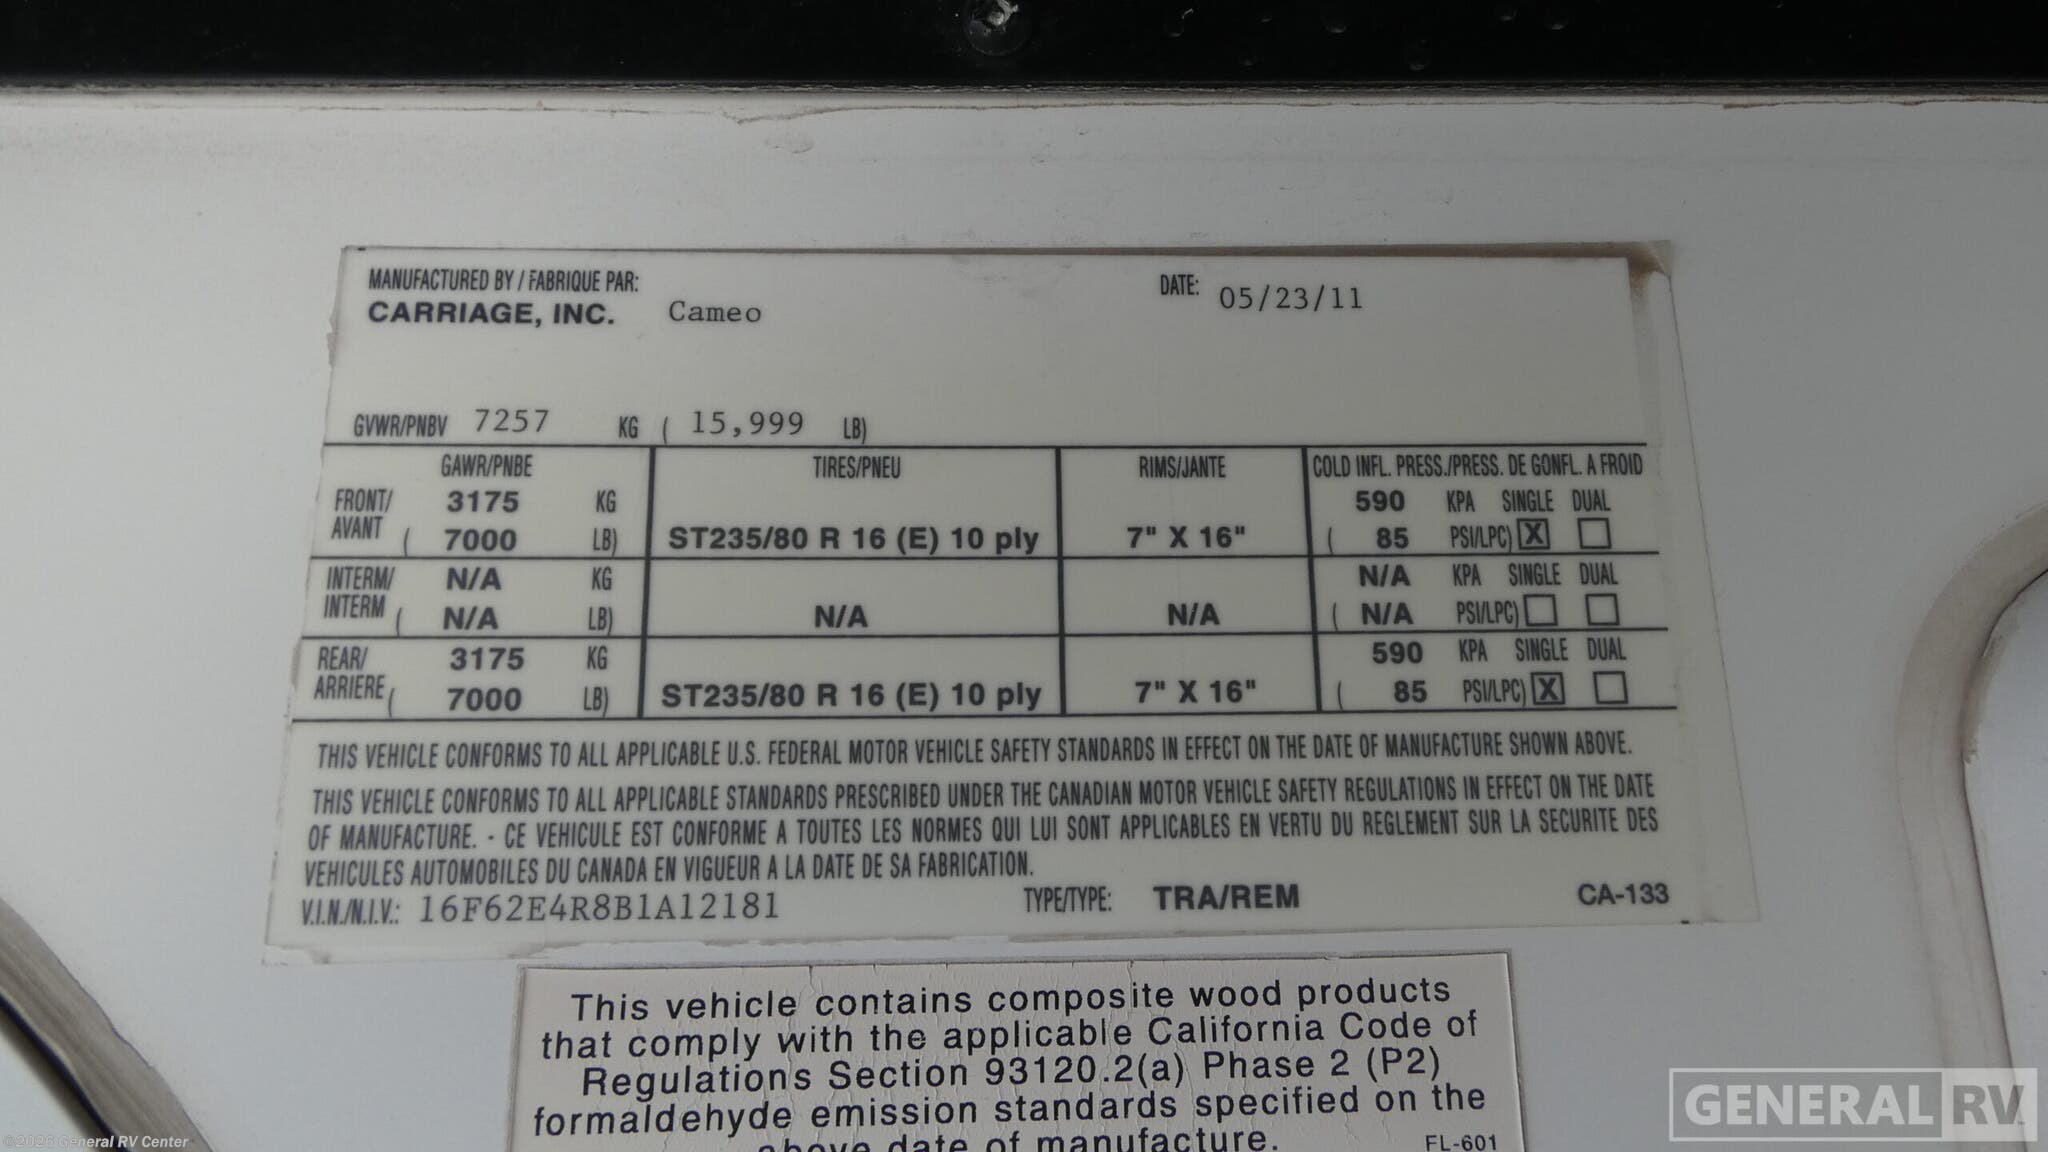 MANUFACTURED BY / FABRIQUE PAR:
CARRIAGE, INC. Cameo
DATE: 05/23/11
GVWR/PNBV 7257 KG ( 15,999 LB)
GAWR/PNBE TIRES/PNEU RIMS/JANTE COLD INFL. PRESS./PRESS. DE GONFL. A FROID
FRONT/ 3175 KG 590 KPA SINGLE DUAL
AVANT ( 7000 LB) ST235/80 R 16 (E) 10 ply 7" X 16" ( 85 PSI/LPC) X
INTERM/ N/A KG N/A KPA SINGLE DUAL
INTERM ( N/A LB) N/A N/A ( N/A PSI/LPC)
REAR/ 3175 KG 590 KPA SINGLE DUAL
ARRIERE ( 7000 LB) ST235/80 R 16 (E) 10 ply 7" X 16" ( 85 PSI/LPC) X
THIS VEHICLE CONFORMS TO ALL APPLICABLE U.S. FEDERAL MOTOR VEHICLE SAFETY STANDARDS IN EFFECT ON THE DATE OF MANUFACTURE SHOWN ABOVE.
THIS VEHICLE CONFORMS TO ALL APPLICABLE STANDARDS PRESCRIBED UNDER THE CANADIAN MOTOR VEHICLE SAFETY REGULATIONS IN EFFECT ON THE DATE
OF MANUFACTURE. - CE VEHICULE EST CONFORME A TOUTES LES NORMES QUI LUI SONT APPLICABLES EN VERTU DU REGLEMENT SUR LA SECURITE DES
VEHICULES AUTOMOBILES DU CANADA EN VIGUEUR A LA DATE DE SA FABRICATION.
V.I.N./N.I.V.: 16F62E4R8B1A12181 TYPE/TYPE: TRA/REM CA-133
This vehicle contains composite wood products
that comply with the applicable California Code of
Regulations Section 93120.2(a) Phase 2 (P2)
formaldehyde emission standards specified on the
above date of manufacture. FL-601
GENERAL RV
©2026 General RV Center